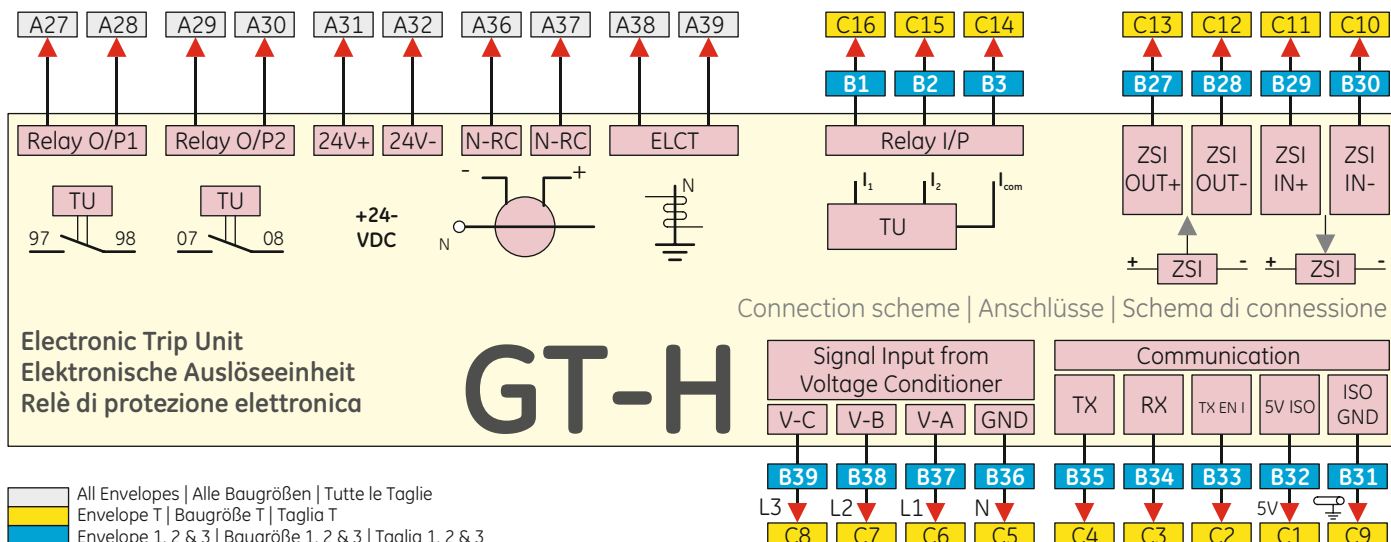 A27 A28 A29 A30 A31 A32 A36 A37 A38 A39 C16 C15 C14 C13 C12 C11 C10
B1 B2 B3 B27 B28 B29 B30
Relay O/P1 Relay O/P2 24V+ 24V- N-RC N-RC ELCT Relay I/P
ZSI OUT+
ZSI OUT-
ZSI IN+
ZSI IN-
TU
97 98
TU
07 08
+24-
VDC
- +
N
N
I1 I2 Icom
TU
+ ZSI -
+ ZSI -
Connection scheme | Anschlüsse | Schema di connessione
Electronic Trip Unit
Elektronische Auslöseeinheit
Relè di protezione elettronica
GT-H
Signal Input from
Voltage Conditioner
V-C V-B V-A GND
Communication
TX RX TX EN I 5V ISO
ISO
GND
B39 B38 B37 B36 B35 B34 B33 B32 B31
L3 L2 L1 N 5V
C8 C7 C6 C5 C4 C3 C2 C1 C9
All Envelopes | Alle Baugrößen | Tutte le Taglie
Envelope T | Baugröße T | Taglia T
Envelope 1, 2 & 3 | Baugröße 1, 2 & 3 | Taglia 1, 2 & 3